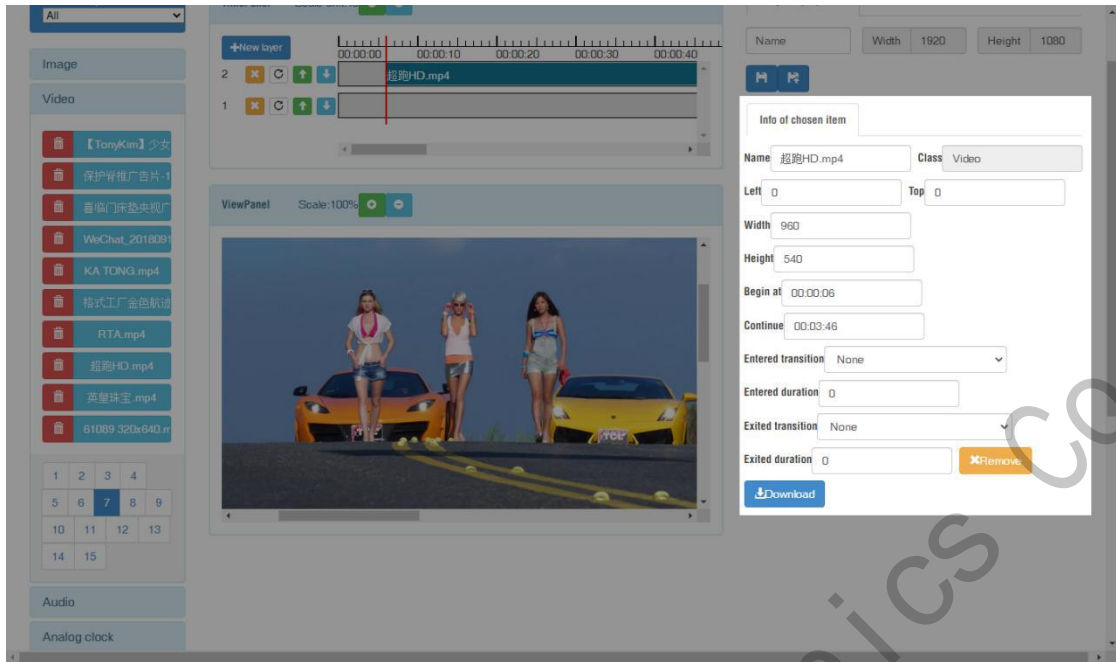 All
Image
Video
【TonyKim】少女
保护脊椎广告片-1
喜临门床垫央视广
WeChat_2018091
KA TONG.mp4
格式工厂金色航迹
RTA.mp4
超跑HD.mp4
英皇珠宝.mp4
61089 320x640.m
1 2 3 4
5 6 7 8 9
10 11 12 13
14 15
Audio
Analog clock
New layer
00:00:00 00:00:10 00:00:20 00:00:30 00:00:40
2 超跑HD.mp4
1
ViewPanel Scale:100%
TCL
Name Width 1920 Height 1080
Info of chosen item
Name 超跑HD.mp4 Class Video
Left 0 Top 0
Width 960
Height 540
Begin at 00:00:06
Continue 00:03:46
Entered transition None
Entered duration 0
Exited transition None
Exited duration 0 Remove
Download
nics Co